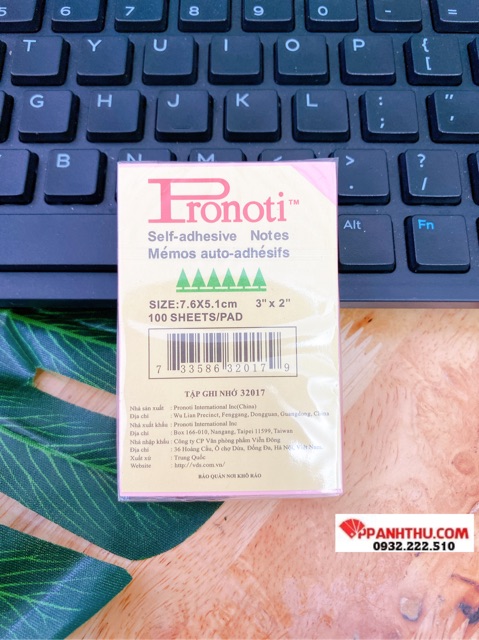 T Y U I O P { [
G H J K L : ; " '
B N M > . ? /
Alt Fn
Pronoti™
Self-adhesive Notes
Mémos auto-adhésifs
SIZE:7.6X5.1cm 3" x 2"
100 SHEETS/PAD
7 33586 32017 9
TẬP GHI NHỚ 32017
Nhà sản xuất : Pronoti International Inc(China)
Địa chỉ : Wu Lian Precinct, Fenggang, Dongguan, Guangdong, China
Nhà xuất khẩu : Pronoti International Inc
Địa chỉ : Box 166-010, Nangang, Taipei 11599, Taiwan
Nhà nhập khẩu : Công ty CP Văn phòng phẩm Viễn Đông
Địa chỉ : 36 Hoàng Cầu, Ô chợ Dừa, Đống Đa, Hà Nội, Việt Nam
Xuất xứ : Trung Quốc
Website : http://vds.com.vn/
BẢO QUẢN NƠI KHÔ RÁO
VPPANHTHU.COM
0932.222.510